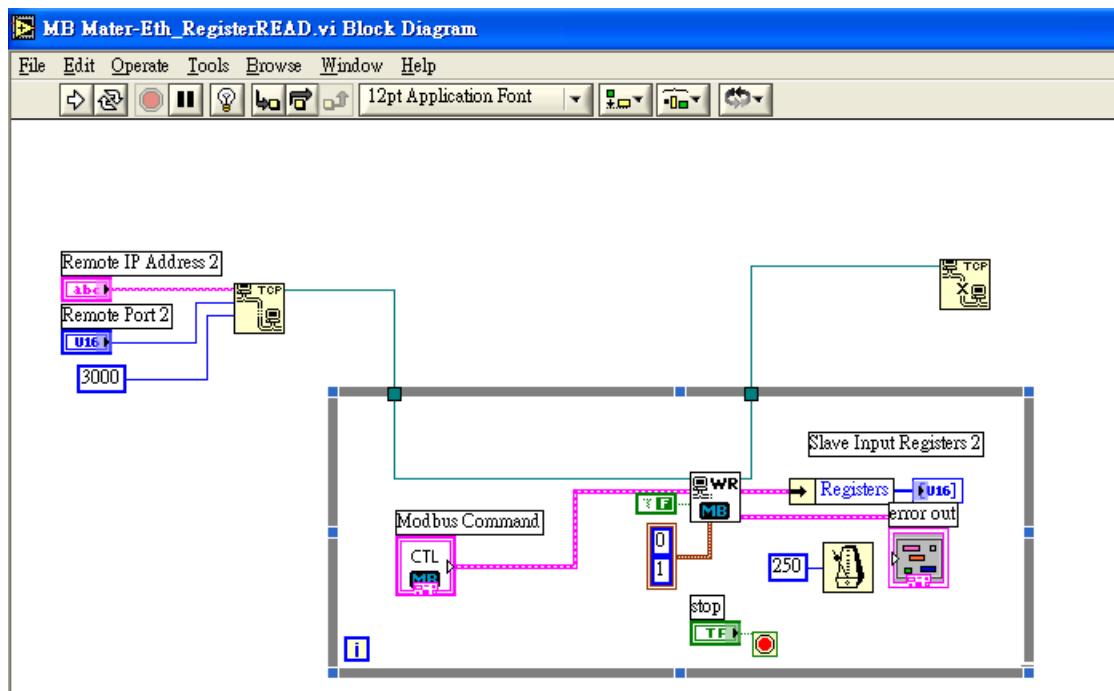 MB Mater-Eth_RegisterREAD.vi Block Diagram
File Edit Operate Tools Browse Window Help
12pt Application Font
Remote IP Address 2
abc
TCP
TCP
X
Remote Port 2
U16
3000
Slave Input Registers 2
WR
MB
Registers
U16]
F
error out
Modbus Command
CTL
MB
0
1
250
stop
TF
i